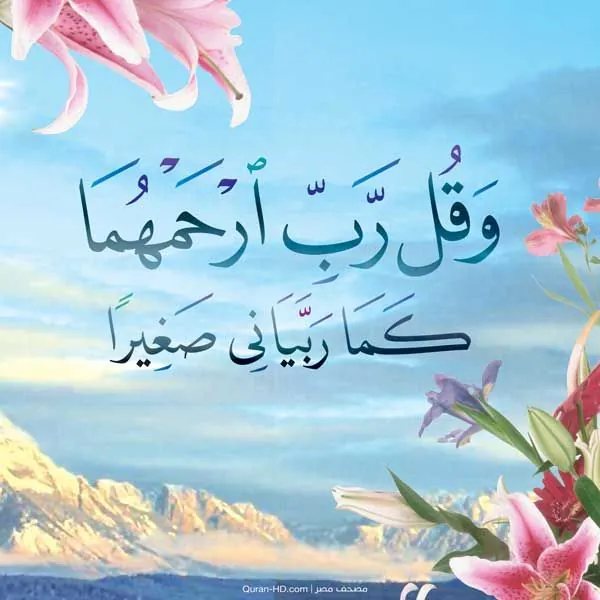 وَقُل رَّبِّ ٱرْحَمْهُمَا
كَمَا رَبَّيَانِى صَغِيرًا
مصحف مصر | Quran-HD.com